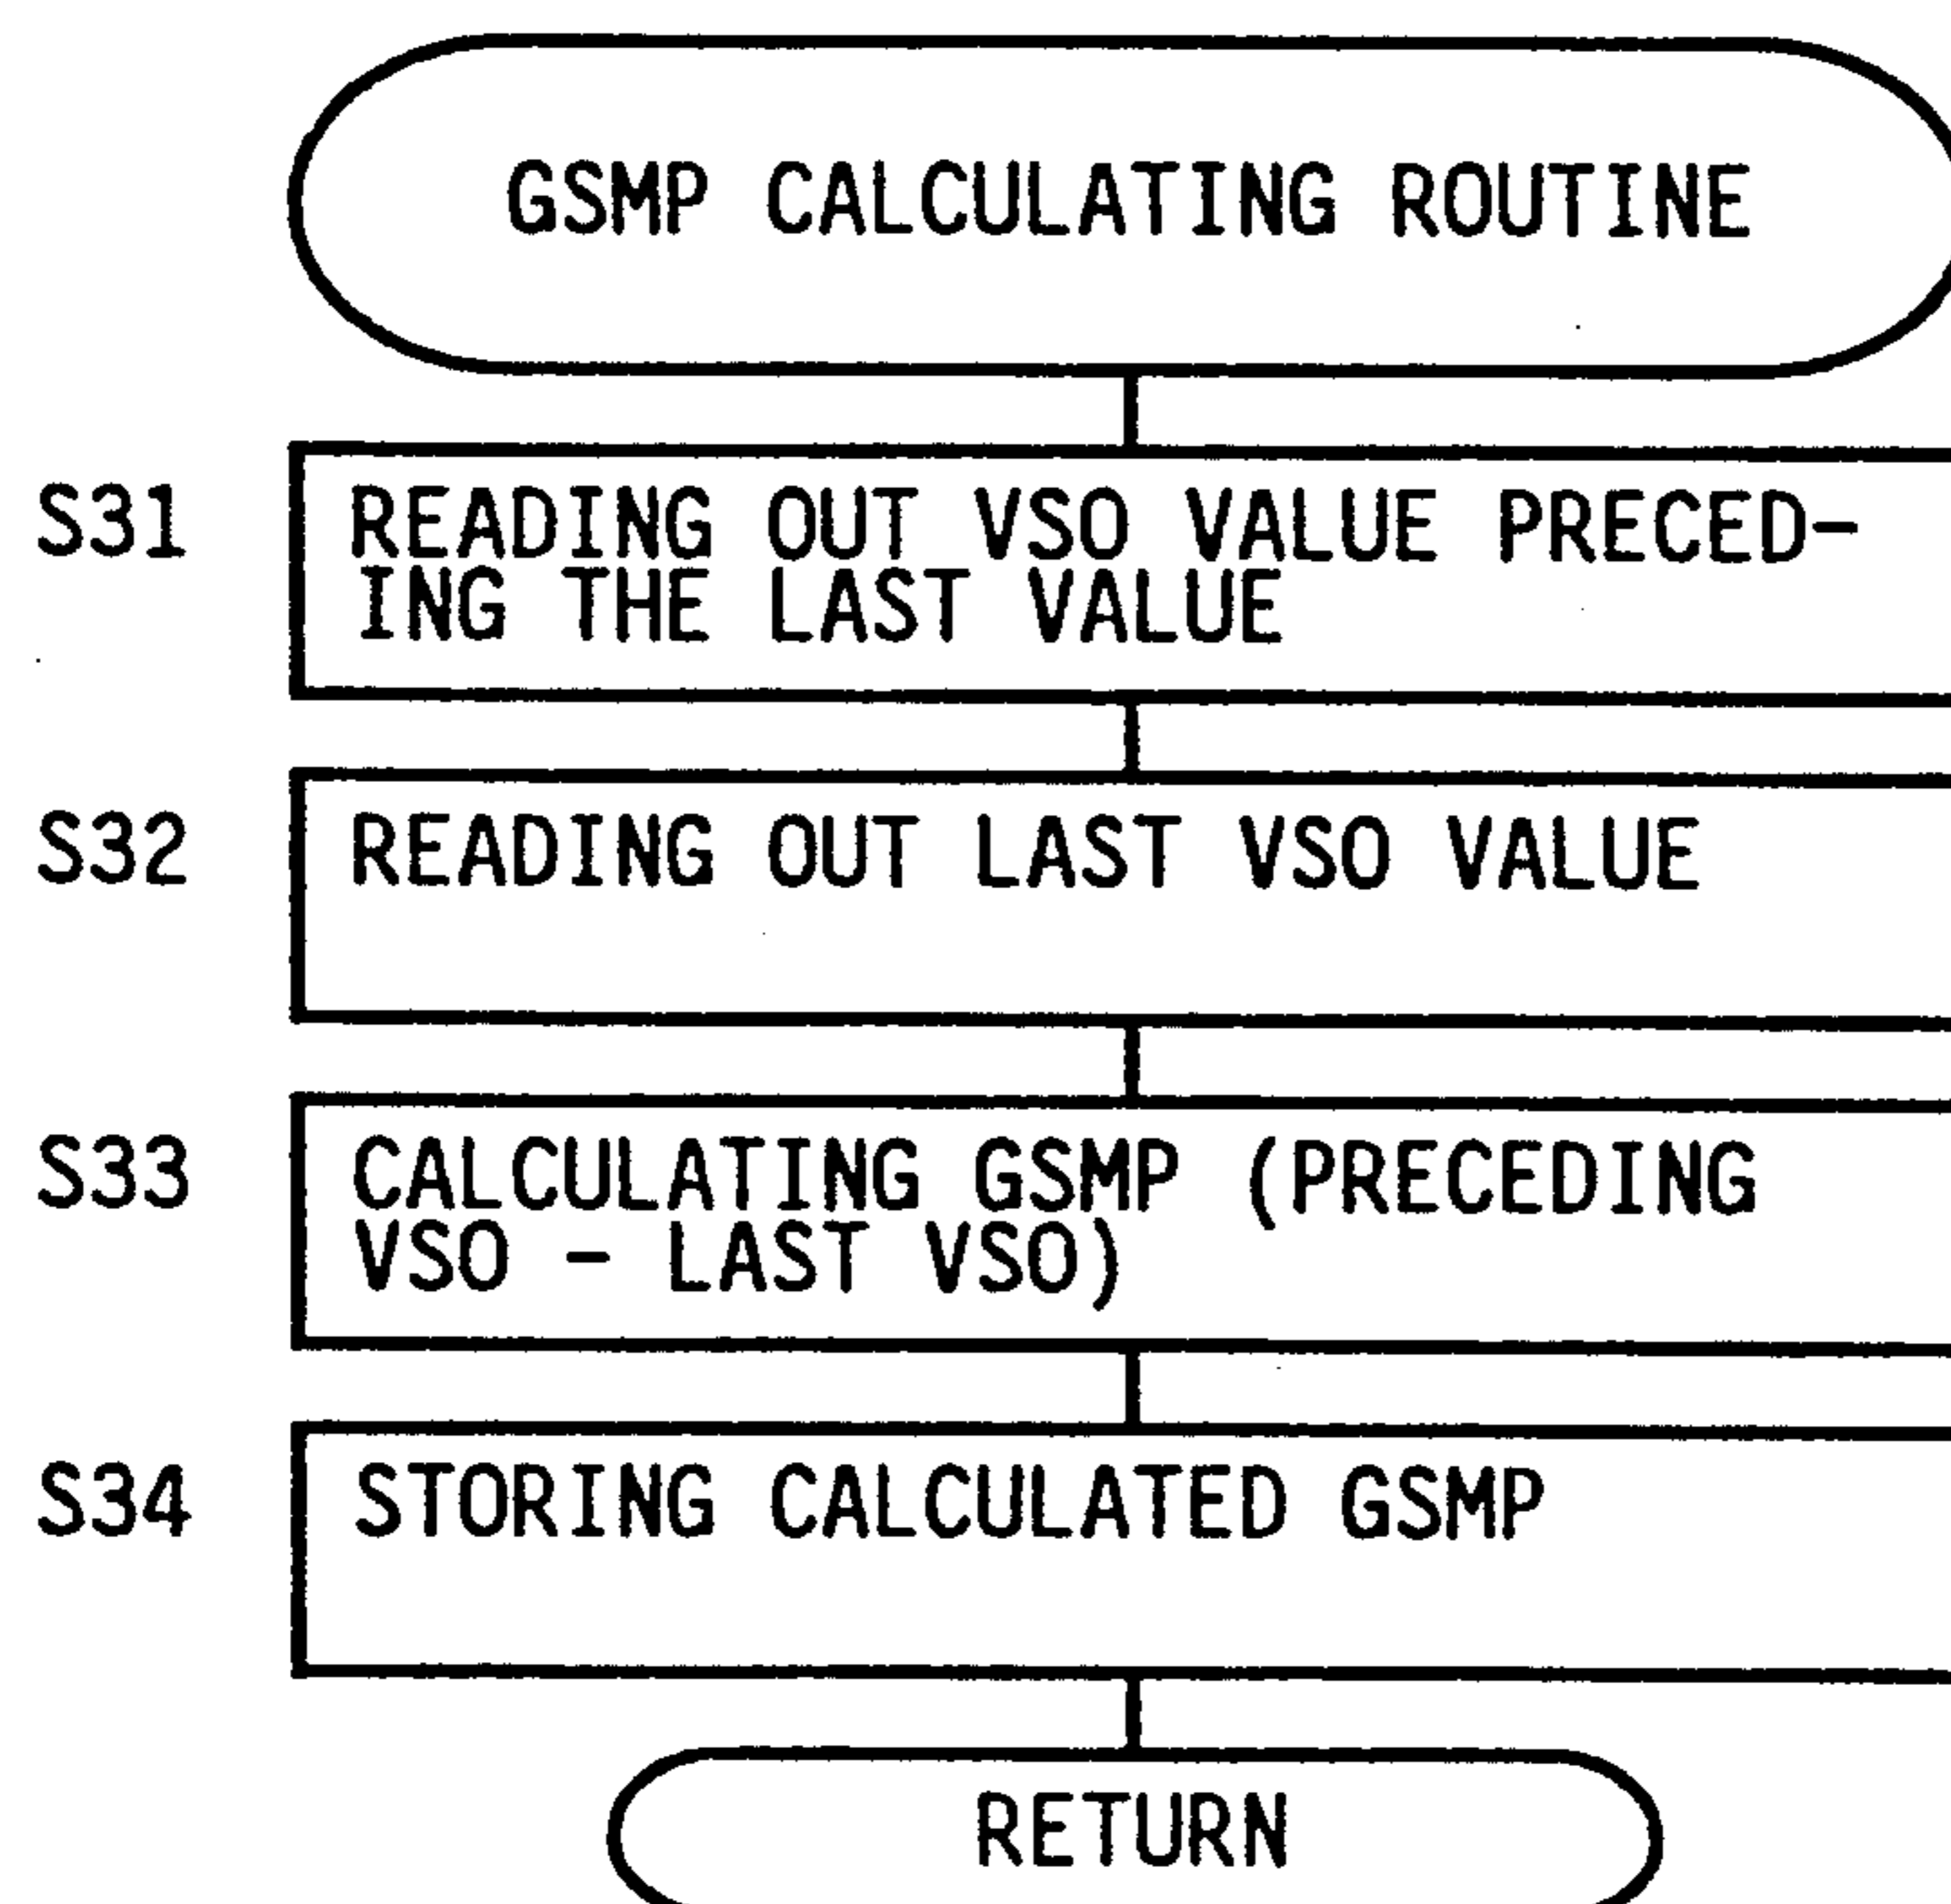 GSMP CALCULATING ROUTINE
S31 READING OUT VSO VALUE PRECED-
ING THE LAST VALUE
S32 READING OUT LAST VSO VALUE
S33 CALCULATING GSMP (PRECEDING
VSO - LAST VSO)
S34 STORING CALCULATED GSMP
RETURN